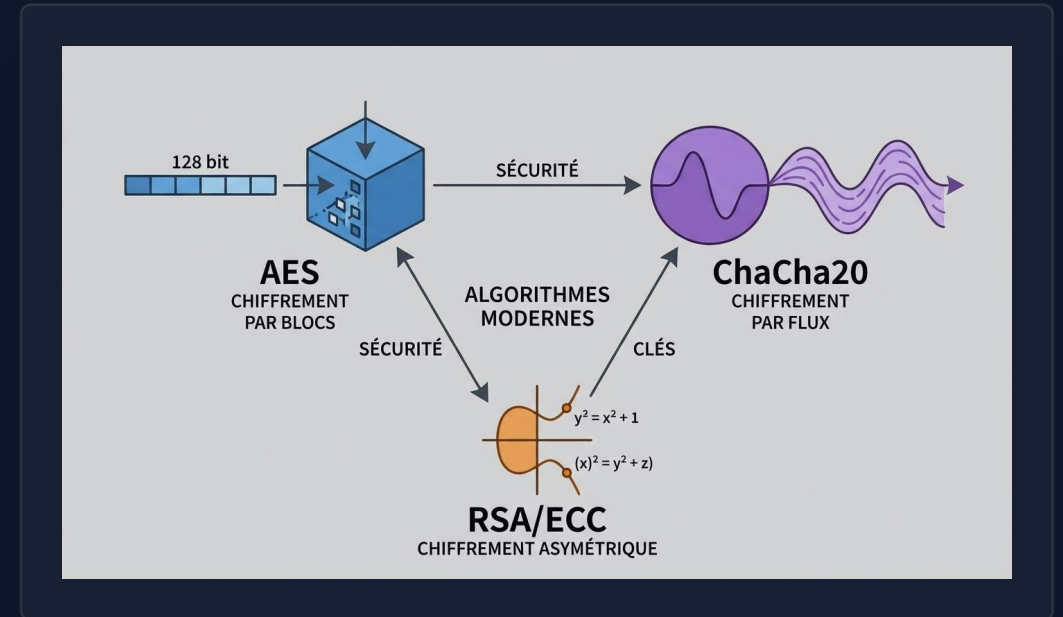 128 bit
SÉCURITÉ
AES
CHIFFREMENT
PAR BLOCS
ChaCha20
CHIFFREMENT
PAR FLUX
ALGORITHMES
MODERNES
SÉCURITÉ
CLÉS
y² = x² + 1
(x)² = y² + z)
RSA/ECC
CHIFFREMENT ASYMÉTRIQUE